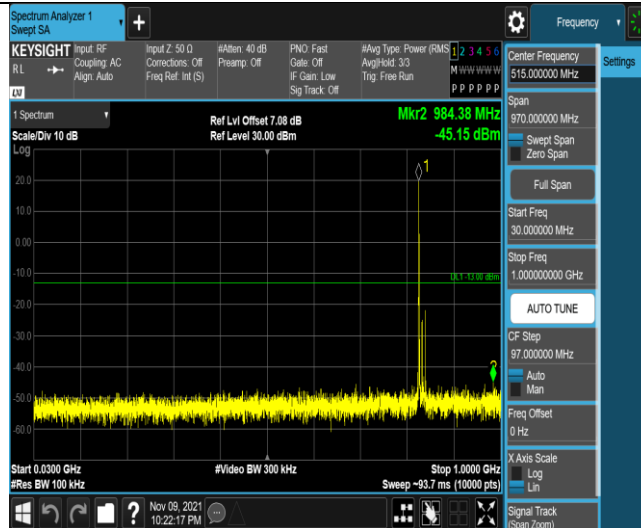 Spectrum Analyzer 1
Swept SA
Frequency
KEYSIGHT
Input: RF
Coupling: AC
Align: Auto
Input Z: 50 Ω
Corrections: Off
Freq Ref: Int (S)
#Atten: 40 dB
Preamp: Off
PNO: Fast
Gate: Off
IF Gain: Low
Sig Track: Off
#Avg Type: Power (RMS
Avg|Hold: 3/3
Trig: Free Run
1 2 3 4 5 6
M W W W W W
P P P P P P
R L
LXI
1 Spectrum
Scale/Div 10 dB
Log
Ref Lvl Offset 7.08 dB
Ref Level 30.00 dBm
Mkr2 984.38 MHz
-45.15 dBm
1
20.0
10.0
0.00
-10.0
DL1 -13.00 dBm
-20.0
-30.0
-40.0
-50.0
-60.0
Start 0.0300 GHz
#Res BW 100 kHz
#Video BW 300 kHz
Stop 1.0000 GHz
Sweep ~93.7 ms (10000 pts)
Nov 09, 2021
10:22:17 PM
Center Frequency
515.000000 MHz
Settings
Span
970.000000 MHz
Swept Span
Zero Span
Full Span
Start Freq
30.000000 MHz
Stop Freq
1.000000000 GHz
AUTO TUNE
CF Step
97.000000 MHz
Auto
Man
Freq Offset
0 Hz
X Axis Scale
Log
Lin
Signal Track
(Span Zoom)